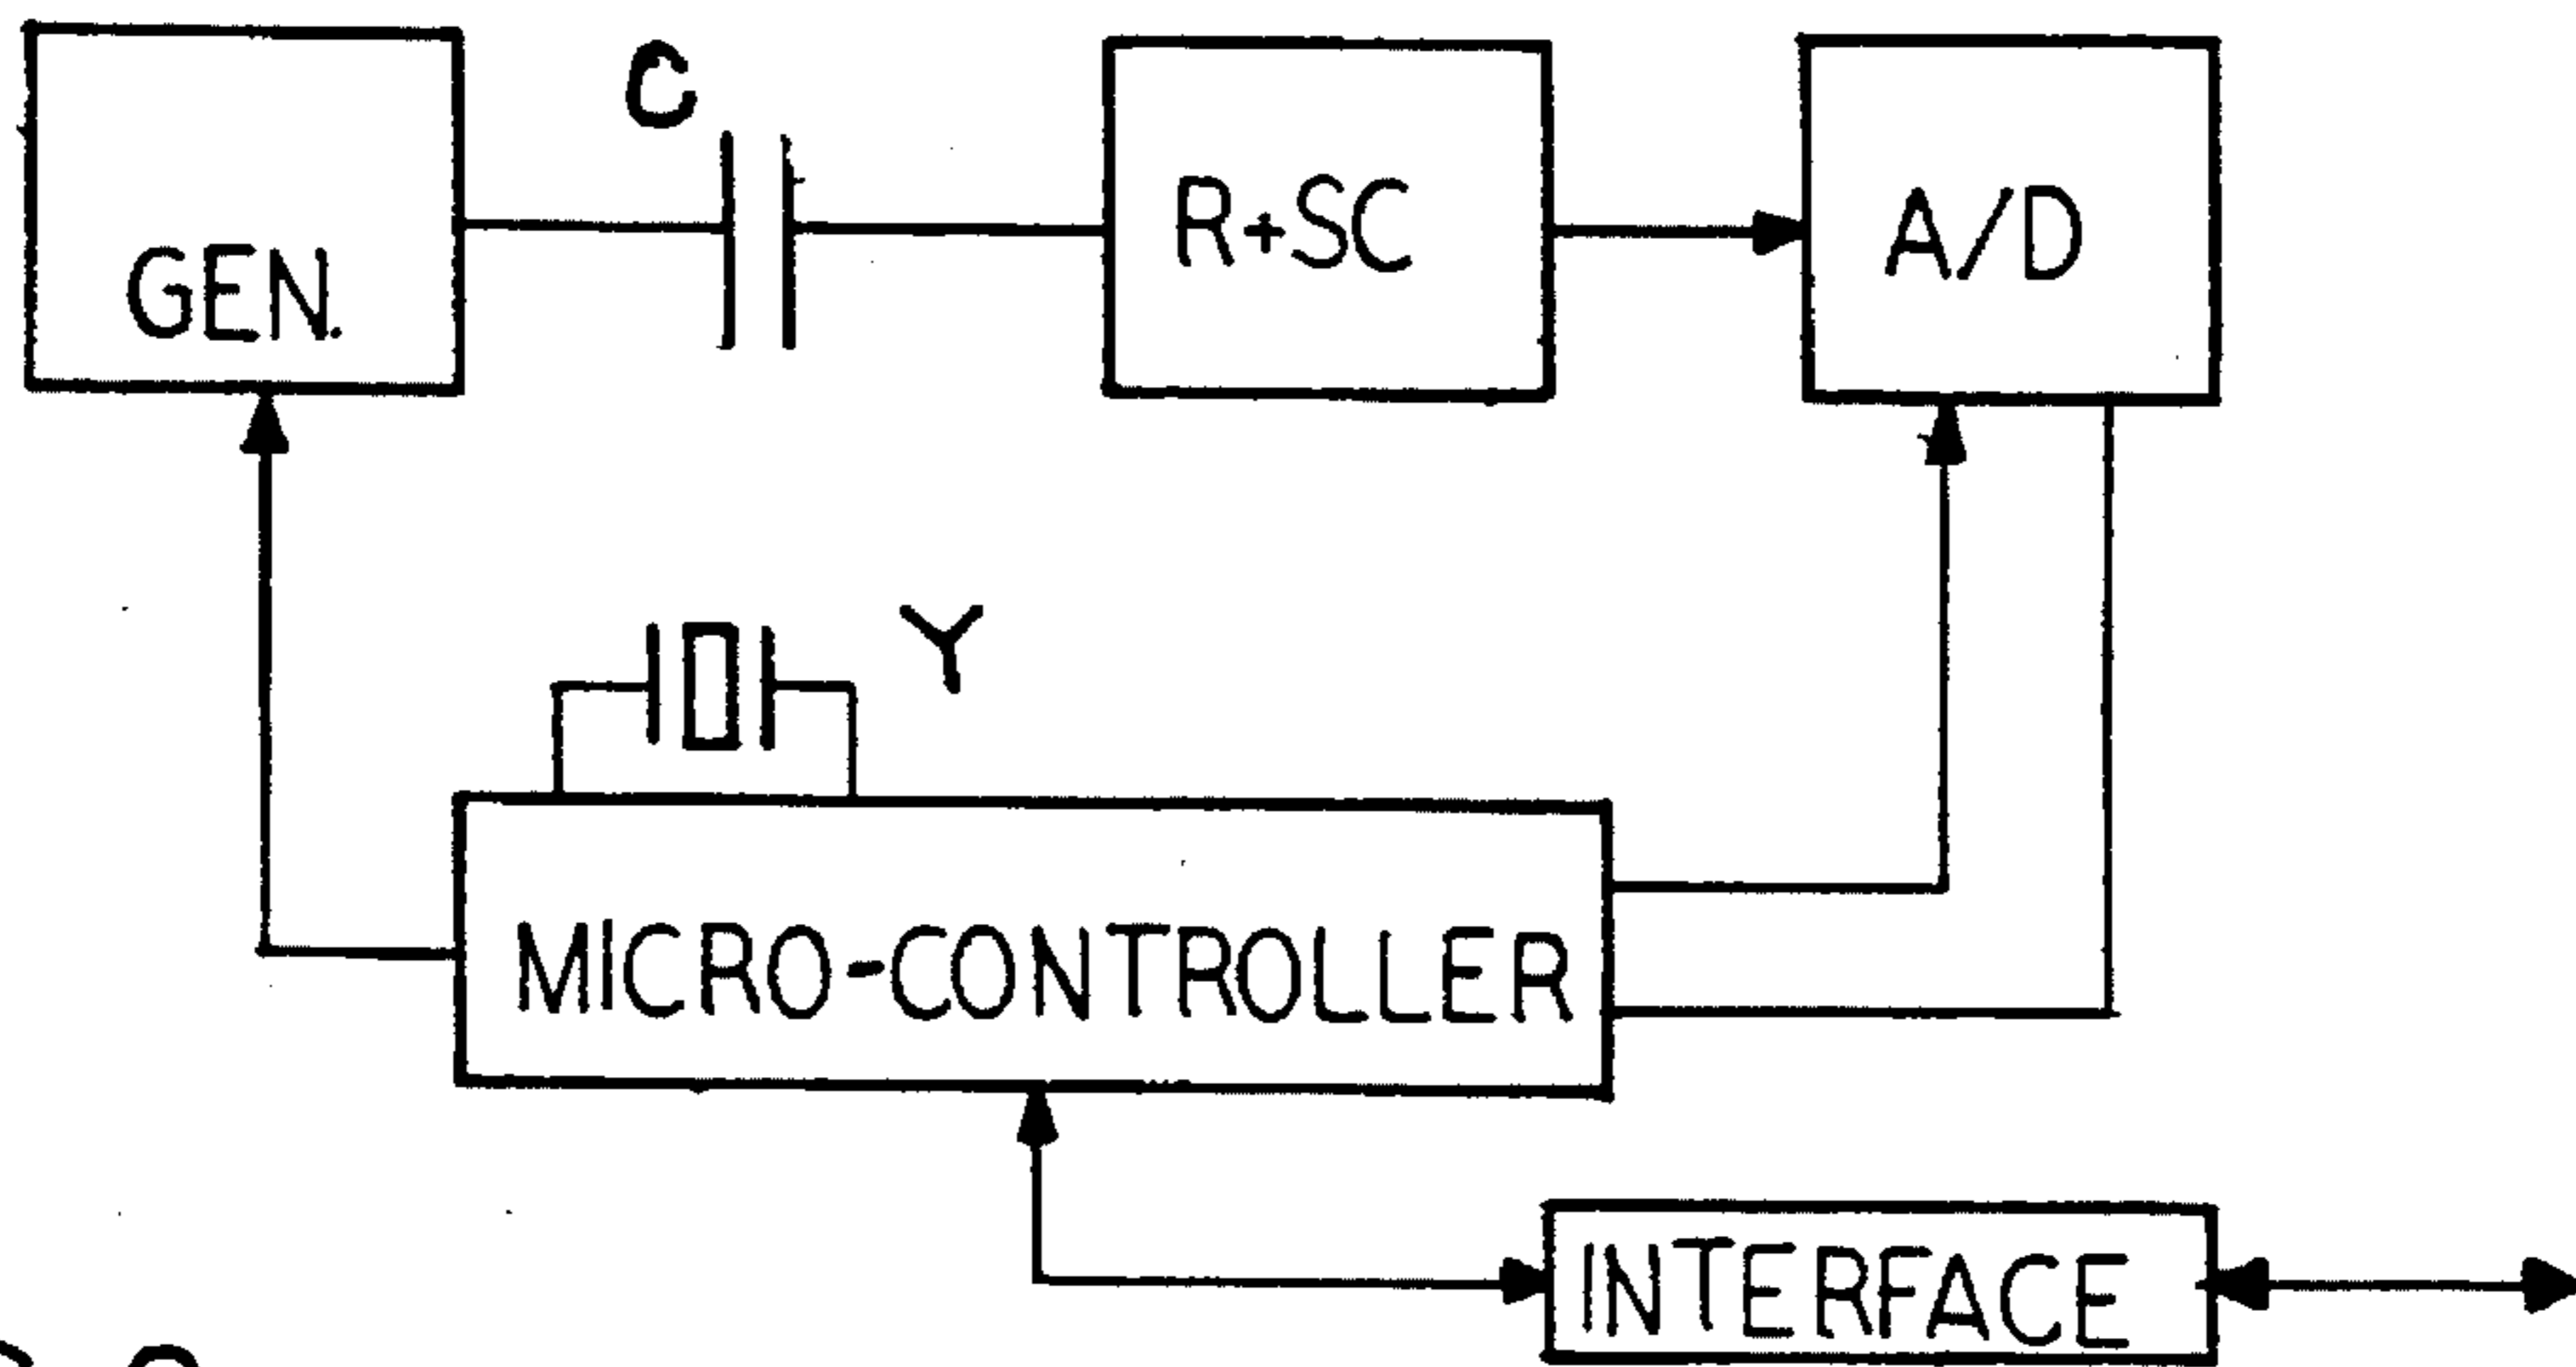 C
GEN.
R+SC
A/D
Y
MICRO-CONTROLLER
INTERFACE